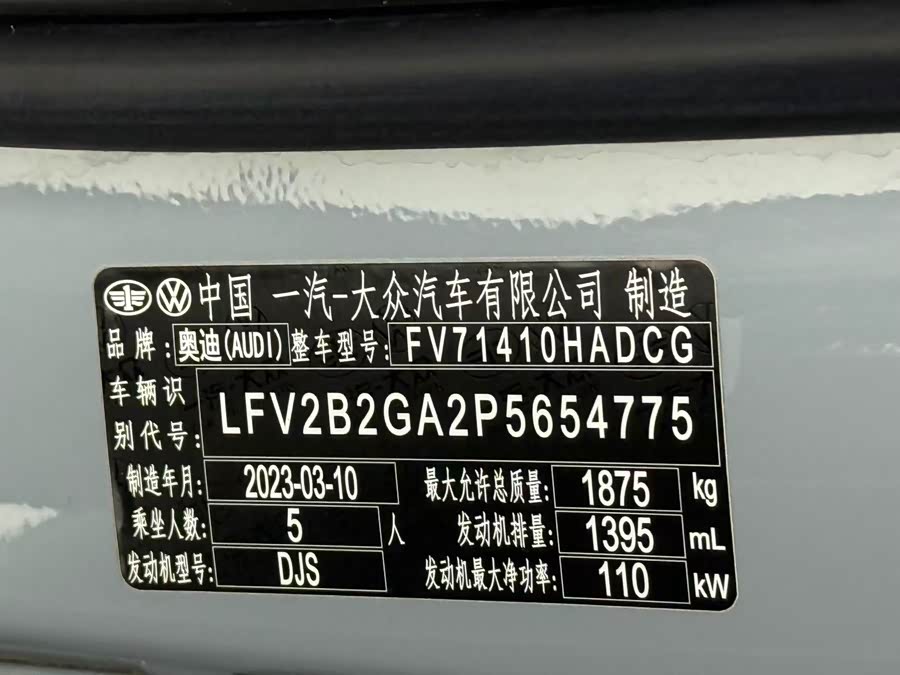 中国 一汽-大众汽车有限公司 制造
品牌:奥迪(AUDI)整车型号:FV71410HADCG
车辆识别代号:LFV2B2GA2P5654775
制造年月:2023-03-10 最大允许总质量:1875 kg
乘坐人数:5 人 发动机排量:1395 mL
发动机型号:DJS 发动机最大净功率:110 kW